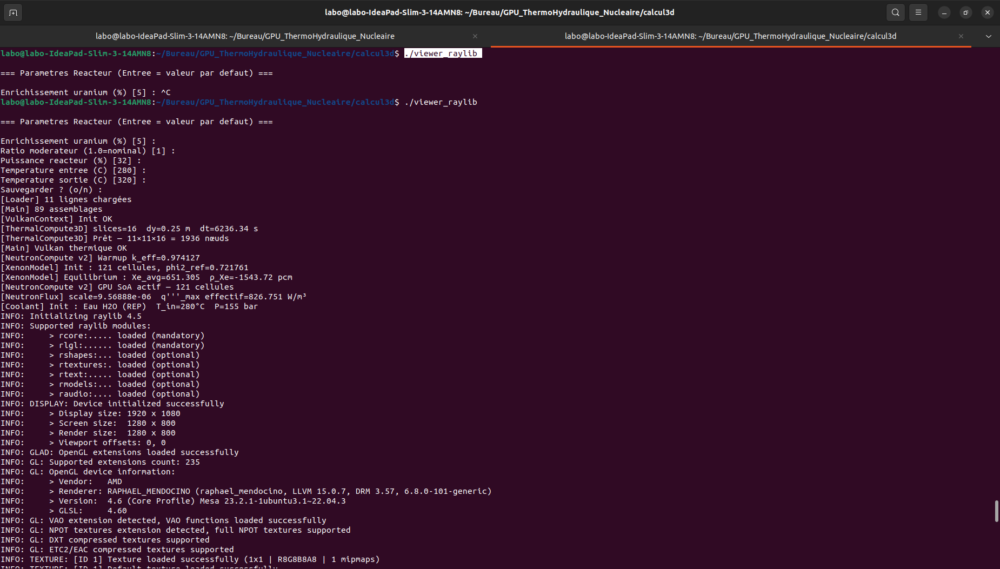 labo@labo-IdeaPad-Slim-3-14AMN8: ~/Bureau/GPU_ThermoHydraulique_Nucleaire/calcul3d
labo@labo-IdeaPad-Slim-3-14AMN8: ~/Bureau/GPU_ThermoHydraulique_Nucleaire
labo@labo-IdeaPad-Slim-3-14AMN8: ~/Bureau/GPU_ThermoHydraulique_Nucleaire/calcul3d
labo@labo-IdeaPad-Slim-3-14AMN8:~/Bureau/GPU_ThermoHydraulique_Nucleaire/calcul3d$ ./viewer_raylib
=== Parametres Reacteur (Entree = valeur par defaut) ===
Enrichissement uranium (%) [5] : ^C
labo@labo-IdeaPad-Slim-3-14AMN8:~/Bureau/GPU_ThermoHydraulique_Nucleaire/calcul3d$ ./viewer_raylib
=== Parametres Reacteur (Entree = valeur par defaut) ===
Enrichissement uranium (%) [5] :
Ratio moderateur (1.0=nominal) [1] :
Puissance reacteur (%) [32] :
Temperature entree (C) [280] :
Temperature sortie (C) [320] :
Sauvegarder ? (o/n) :
[Loader] 11 lignes chargées
[Main] 89 assemblages
[VulkanContext] Init OK
[ThermalCompute3D] slices=16  dy=0.25 m  dt=6236.34 s
[ThermalCompute3D] Prêt — 11×11×16 = 1936 nœuds
[Main] Vulkan thermique OK
[NeutronCompute v2] Warmup k_eff=0.974127
[XenonModel] Init : 121 cellules, phi2_ref=0.721761
[XenonModel] Equilibrium : Xe_avg=651.305  ρ_Xe=-1543.72 pcm
[NeutronCompute v2] GPU SoA actif — 121 cellules
[NeutronFlux] scale=9.56888e-06  q'''_max effectif=826.751 W/m³
[Coolant] Init : Eau H2O (REP)  T_in=280°C  P=155 bar
INFO: Initializing raylib 4.5
INFO: Supported raylib modules:
INFO:     > rcore:..... loaded (mandatory)
INFO:     > rlgl:...... loaded (mandatory)
INFO:     > rshapes:... loaded (optional)
INFO:     > rtextures:. loaded (optional)
INFO:     > rtext:..... loaded (optional)
INFO:     > rmodels:... loaded (optional)
INFO:     > raudio:.... loaded (optional)
INFO: DISPLAY: Device initialized successfully
INFO:     > Display size: 1920 x 1080
INFO:     > Screen size:  1280 x 800
INFO:     > Render size:  1280 x 800
INFO:     > Viewport offsets: 0, 0
INFO: GLAD: OpenGL extensions loaded successfully
INFO: GL: Supported extensions count: 235
INFO: GL: OpenGL device information:
INFO:     > Vendor:   AMD
INFO:     > Renderer: RAPHAEL_MENDOCINO (raphael_mendocino, LLVM 15.0.7, DRM 3.57, 6.8.0-101-generic)
INFO:     > Version:  4.6 (Core Profile) Mesa 23.2.1-1ubuntu3.1~22.04.3
INFO:     > GLSL:     4.60
INFO: GL: VAO extension detected, VAO functions loaded successfully
INFO: GL: NPOT textures extension detected, full NPOT textures supported
INFO: GL: DXT compressed textures supported
INFO: GL: ETC2/EAC compressed textures supported
INFO: TEXTURE: [ID 1] Texture loaded successfully (1x1 | R8G8B8A8 | 1 mipmaps)
INFO: TEXTURE: [ID 1] Default texture loaded successfully